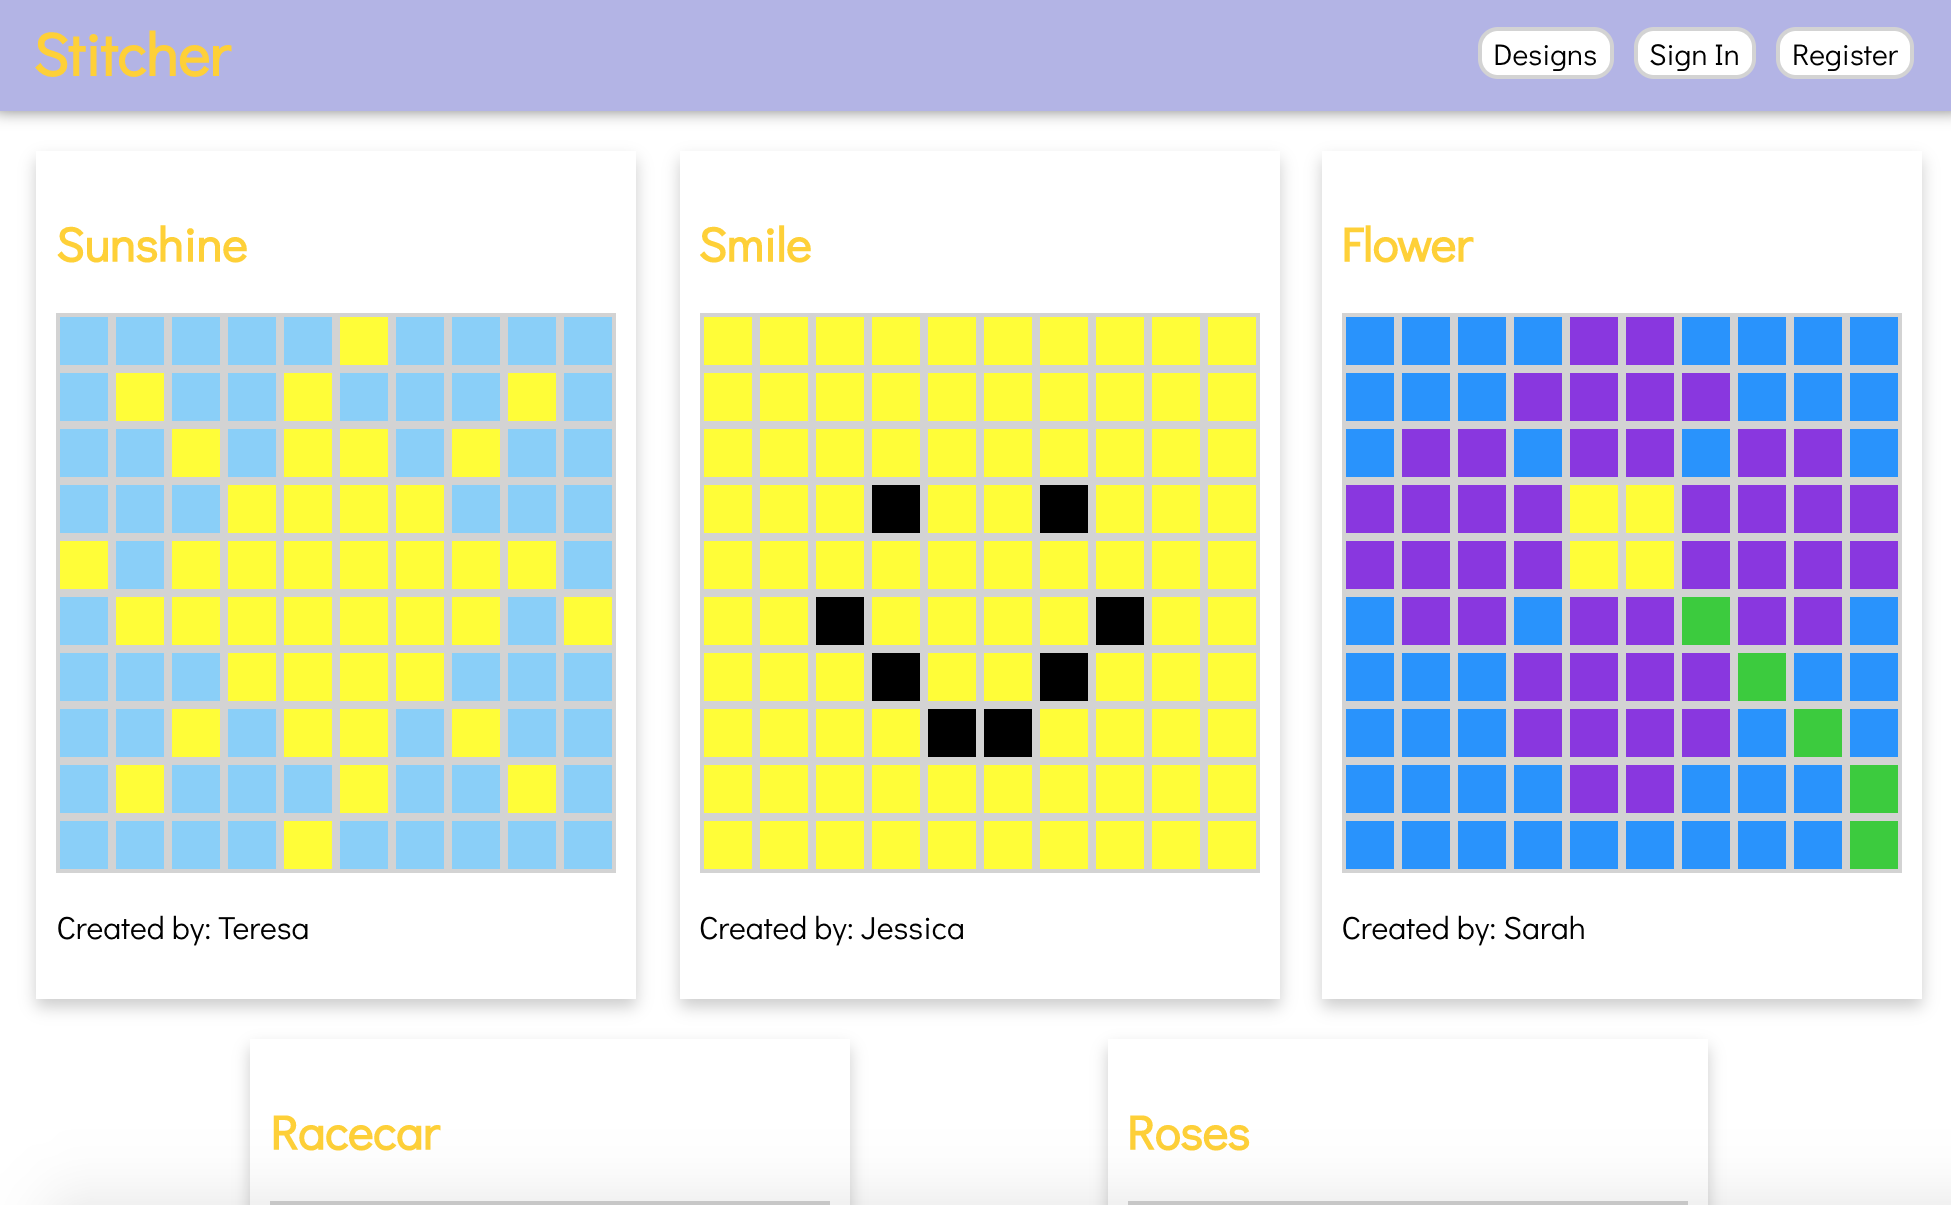 Stitcher
Designs
Sign In
Register
Sunshine
Smile
Flower
Created by: Teresa
Created by: Jessica
Created by: Sarah
Racecar
Roses